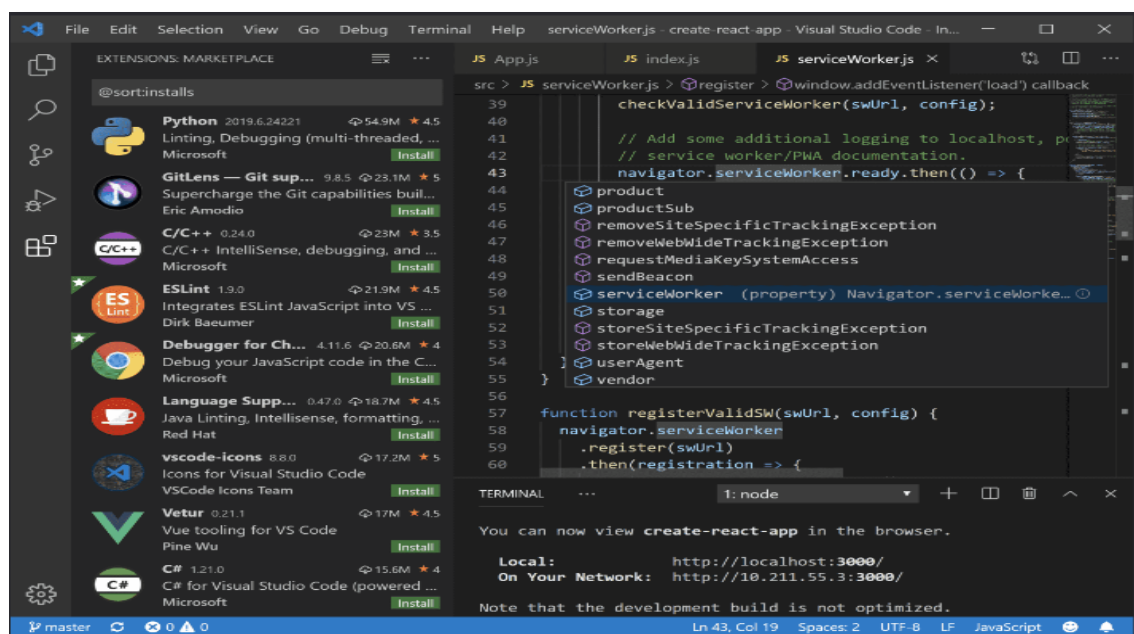 File Edit Selection View Go Debug Terminal Help serviceWorker.js - create-react-app - Visual Studio Code - In...
EXTENSIONS: MARKETPLACE ...
@sort:installs
Python 2019.6.24221 54.9M ★ 4.5
Linting, Debugging (multi-threaded, ...
Microsoft Install
GitLens — Git sup... 9.8.5 23.1M ★ 5
Supercharge the Git capabilities buil...
Eric Amodio Install
C/C++
C/C++ 0.24.0 23M ★ 3.5
C/C++ IntelliSense, debugging, and ...
Microsoft Install
ES
Lint
ESLint 1.9.0 21.9M ★ 4.5
Integrates ESLint JavaScript into VS ...
Dirk Baeumer Install
Debugger for Ch... 4.11.6 20.6M ★ 4
Debug your JavaScript code in the C...
Microsoft Install
Language Supp... 0.47.0 18.7M ★ 4.5
Java Linting, Intellisense, formatting, ...
Red Hat Install
vscode-icons 8.8.0 17.2M ★ 5
Icons for Visual Studio Code
VSCode Icons Team Install
Vetur 0.21.1 17M ★ 4.5
Vue tooling for VS Code
Pine Wu Install
C#
C# 1.21.0 15.6M ★ 4
C# for Visual Studio Code (powered ...
Microsoft Install
JS App.js JS index.js JS serviceWorker.js ×
src > JS serviceWorker.js > register > window.addEventListener('load') callback
39 checkValidServiceWorker(swUrl, config);
40
41 // Add some additional logging to localhost, p
42 // service worker/PWA documentation.
43 navigator.serviceWorker.ready.then(() => {
44 product
45 productSub
46 removeSiteSpecificTrackingException
47 removeWebWideTrackingException
48 requestMediaKeySystemAccess
49 sendBeacon
50 serviceWorker (property) Navigator.serviceWorke...
51 storage
52 storeSiteSpecificTrackingException
53 storeWebWideTrackingException
54 } userAgent
55 } vendor
56
57 function registerValidSW(swUrl, config) {
58 navigator.serviceWorker
59 .register(swUrl)
60 .then(registration => {
TERMINAL ... 1: node
You can now view create-react-app in the browser.
Local: http://localhost:3000/
On Your Network: http://10.211.55.3:3000/
Note that the development build is not optimized.
master 0 0 Ln 43, Col 19 Spaces: 2 UTF-8 LF JavaScript